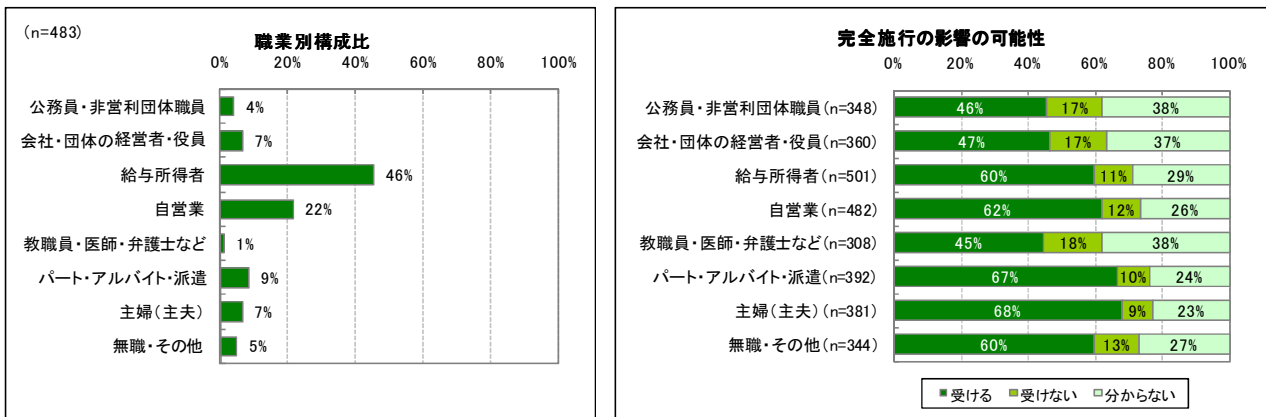 (n=483)
職業別構成比
0% 20% 40% 60% 80% 100%
公務員・非営利団体職員 4%
会社・団体の経営者・役員 7%
給与所得者 46%
自営業 22%
教職員・医師・弁護士など 1%
パート・アルバイト・派遣 9%
主婦(主夫) 7%
無職・その他 5%
完全施行の影響の可能性
0% 20% 40% 60% 80% 100%
公務員・非営利団体職員(n=348) 46% 17% 38%
会社・団体の経営者・役員(n=360) 47% 17% 37%
給与所得者(n=501) 60% 11% 29%
自営業(n=482) 62% 12% 26%
教職員・医師・弁護士など(n=308) 45% 18% 38%
パート・アルバイト・派遣(n=392) 67% 10% 24%
主婦(主夫)(n=381) 68% 9% 23%
無職・その他(n=344) 60% 13% 27%
受ける 受けない 分からない